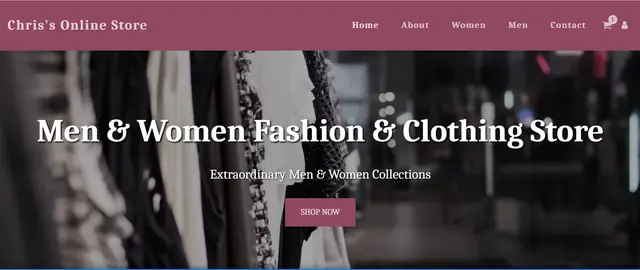 Chris's Online Store
Home About Women Men Contact 1
Men & Women Fashion & Clothing Store
Extraordinary Men & Women Collections
SHOP NOW